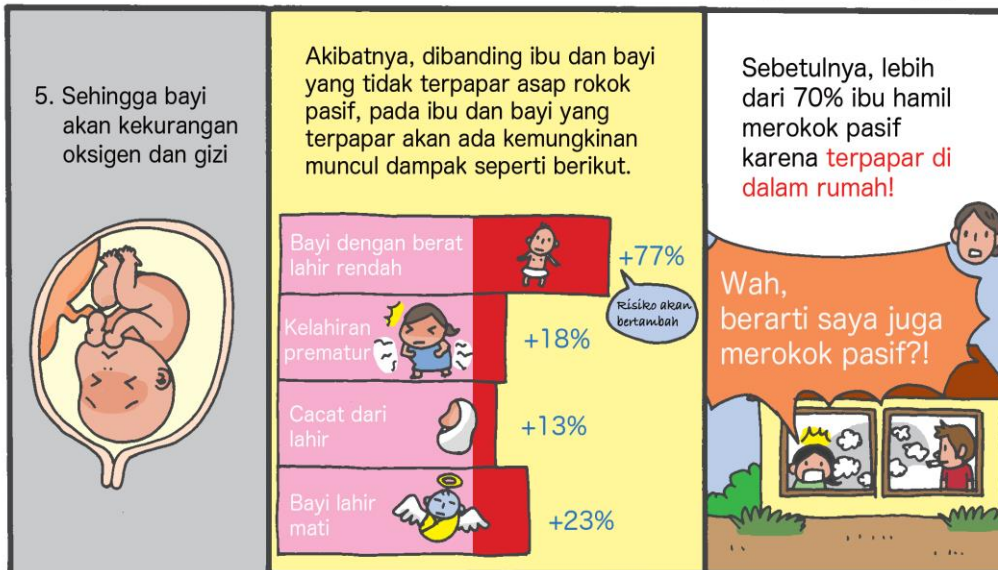 5. Sehingga bayi
akan kekurangan
oksigen dan gizi
Akibatnya, dibanding ibu dan bayi
yang tidak terpapar asap rokok
pasif, pada ibu dan bayi yang
terpapar akan ada kemungkinan
muncul dampak seperti berikut.
Bayi dengan berat
lahir rendah
+77%
Risiko akan
bertambah
Kelahiran
prematur
+18%
Cacat dari
lahir
+13%
Bayi lahir
mati
+23%
Sebetulnya, lebih
dari 70% ibu hamil
merokok pasif
karena terpapar di
dalam rumah!
Wah,
berarti saya juga
merokok pasif?!